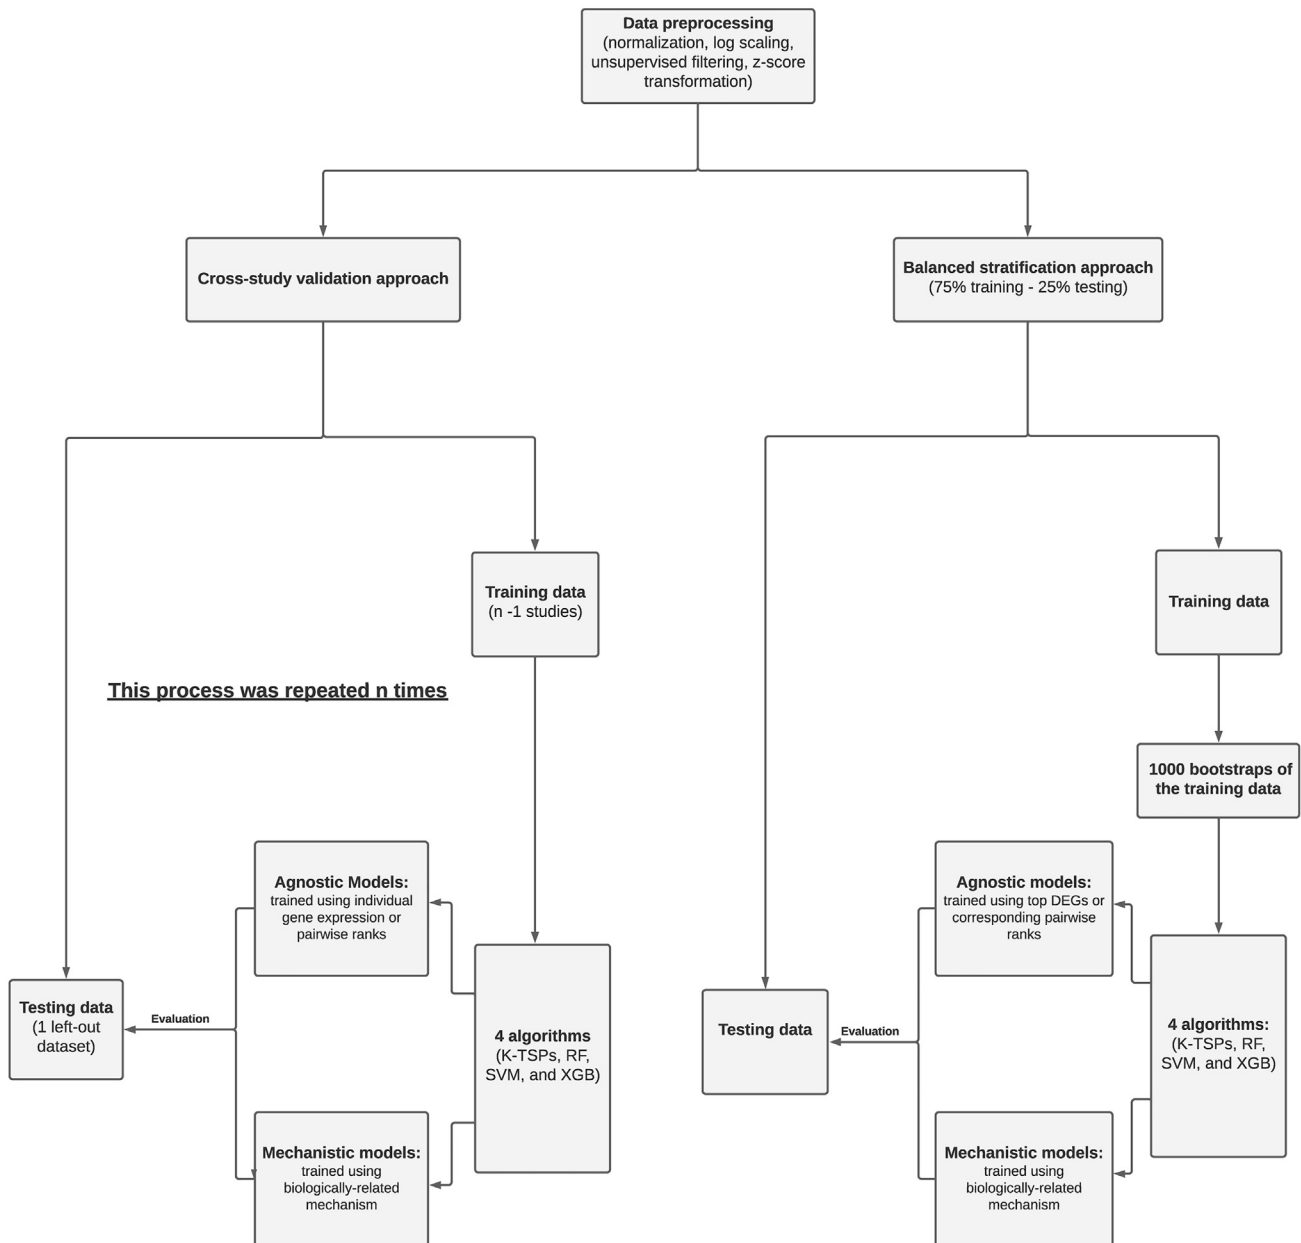 Data preprocessing
(normalization, log scaling,
unsupervised filtering, z-score
transformation)
Cross-study validation approach
Balanced stratification approach
(75% training - 25% testing)
Training data
(n -1 studies)
Training data
This process was repeated n times
1000 bootstraps of
the training data
Agnostic Models:
trained using individual
gene expression or
pairwise ranks
Agnostic models:
trained using top DEGs or
corresponding pairwise
ranks
Testing data
(1 left-out
dataset)
Evaluation
4 algorithms
(K-TSPs, RF,
SVM, and XGB)
Testing data
Evaluation
4 algorithms:
(K-TSPs, RF,
SVM, and XGB)
Mechanistic models:
trained using
biologically-related
mechanism
Mechanistic models:
trained using
biologically-related
mechanism